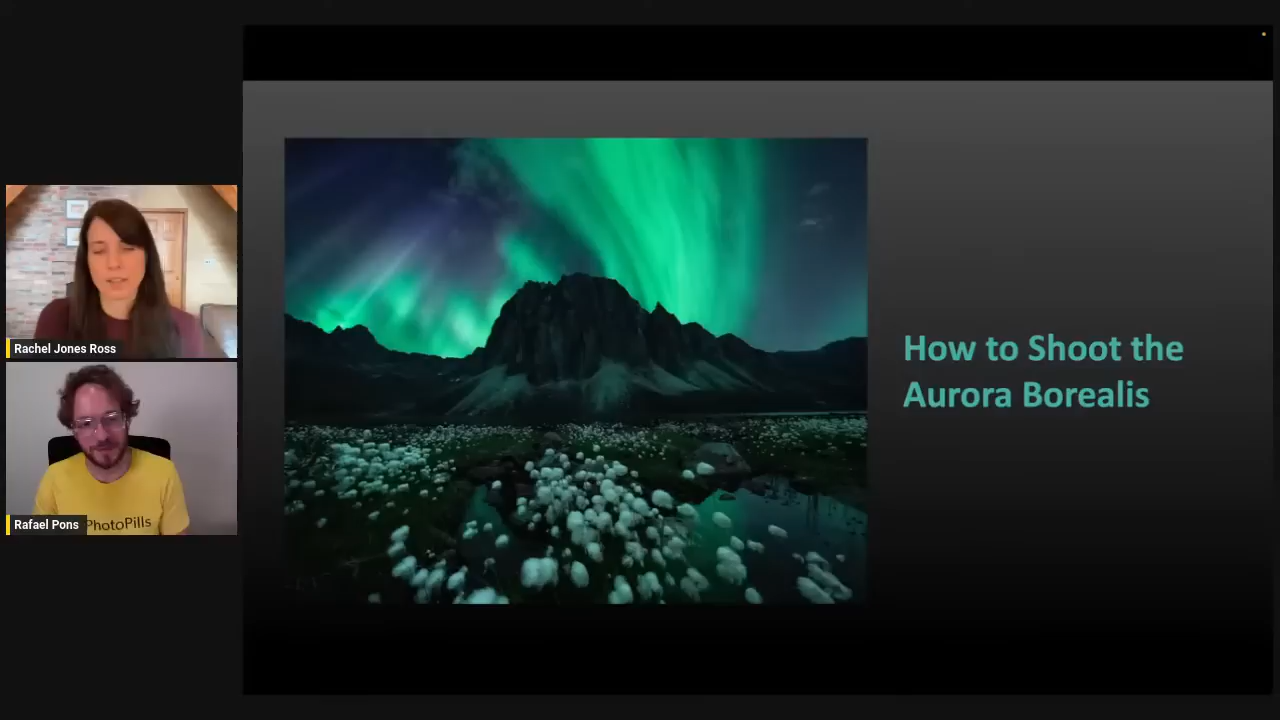 Rachel Jones Ross
PhotoPills
Rafael Pons
How to Shoot the
Aurora Borealis